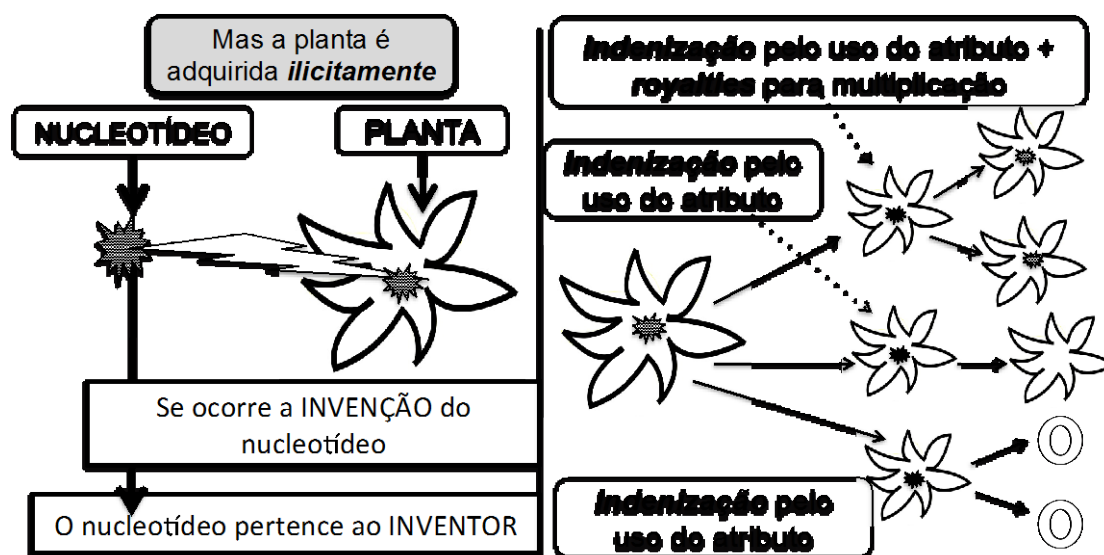 Mas a planta é
adquirida ilicitamente
NUCLEOTÍDEO
PLANTA
Se ocorre a INVENÇÃO do
nucleotídeo
O nucleotídeo pertence ao INVENTOR
Indenização pelo uso do atributo +
royalties para multiplicação
Indenização pelo
uso do atributo
Indenização pelo
uso do atributo
O
O